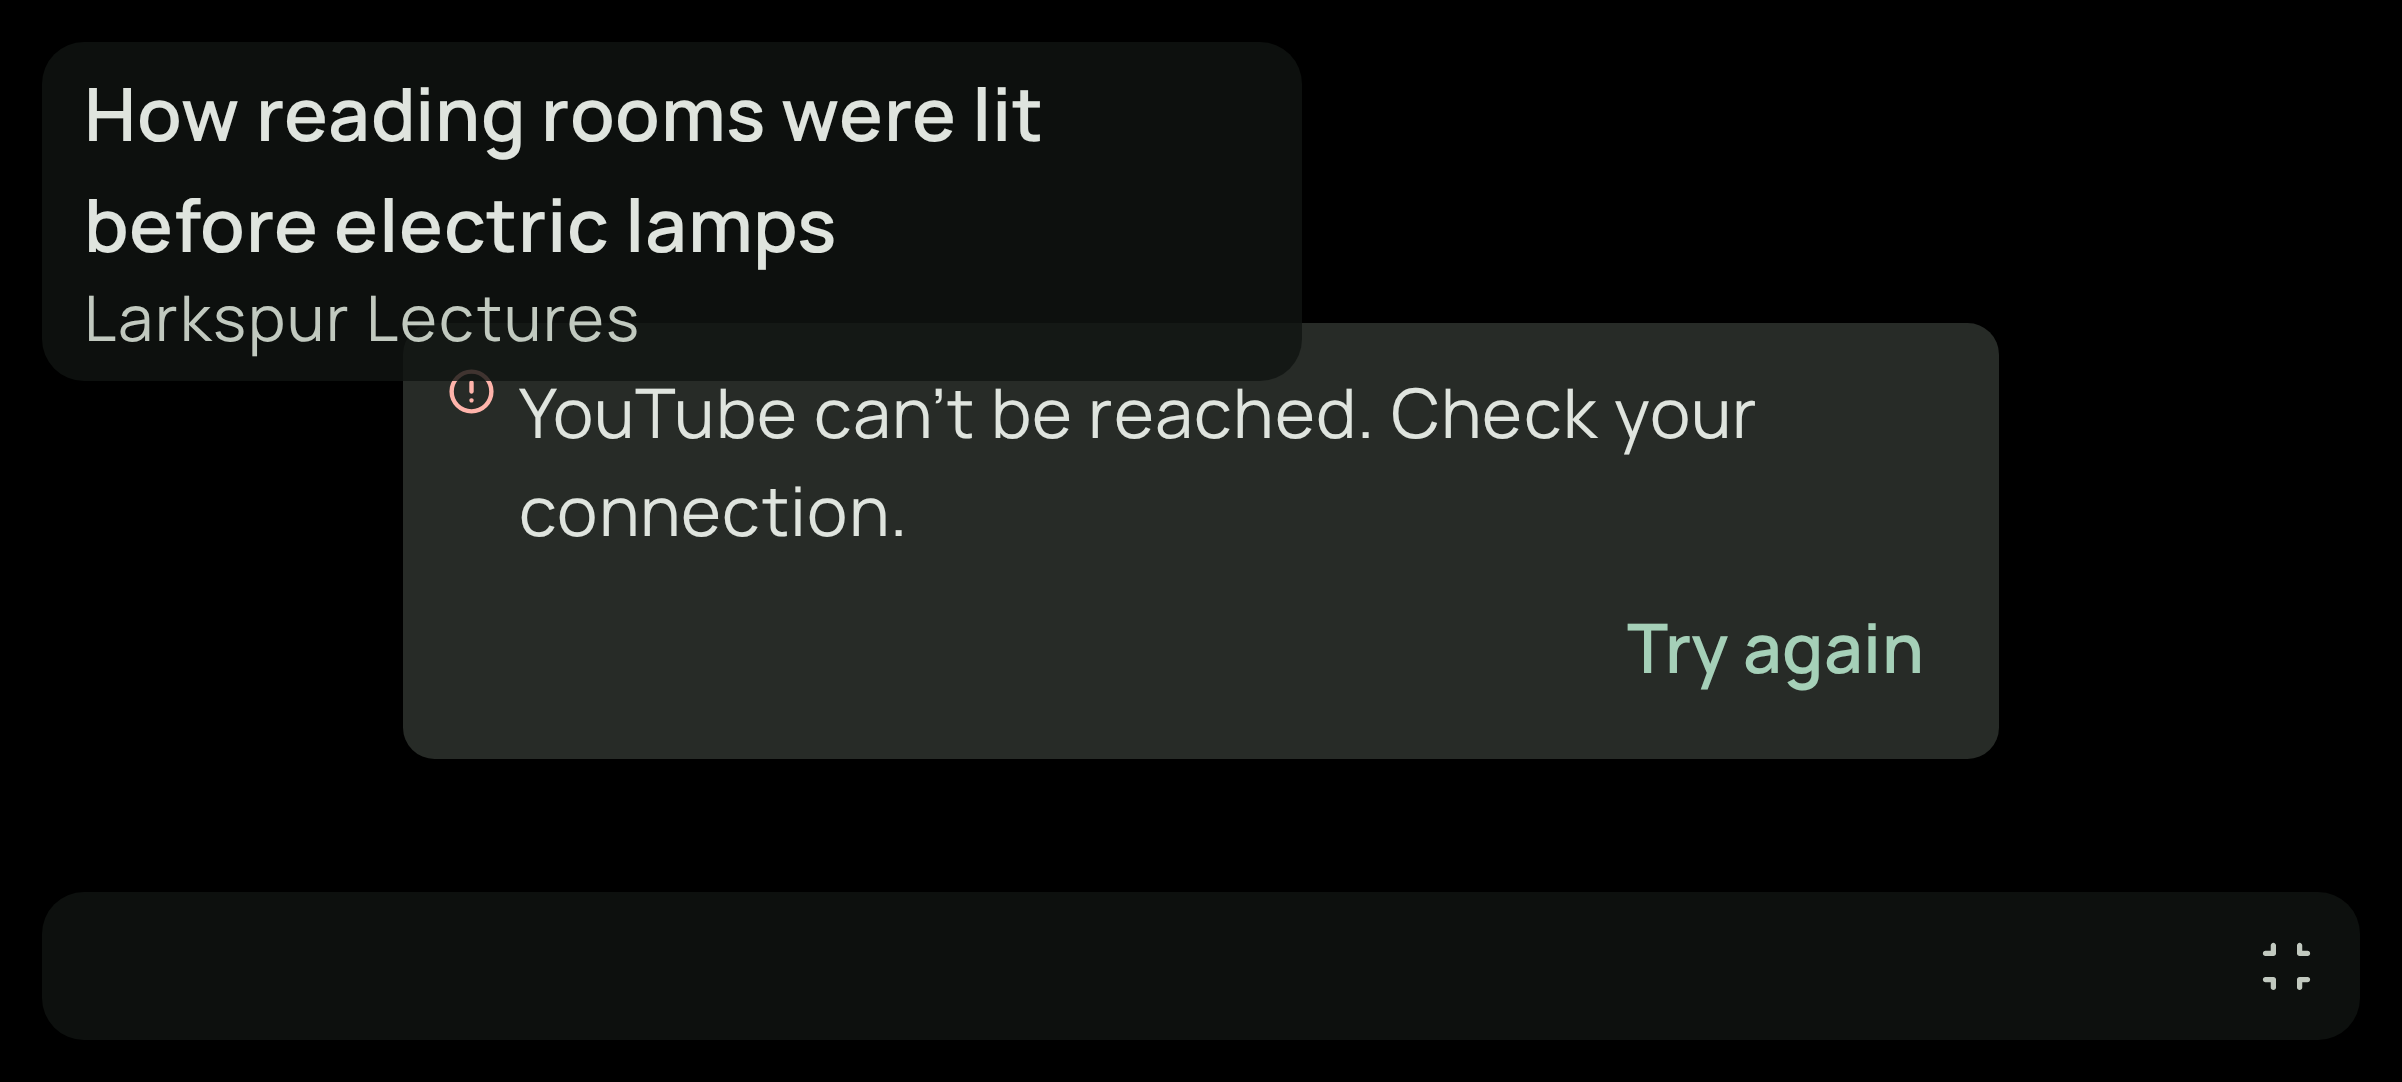 How reading rooms were lit
before electric lamps
Larkspur Lectures
YouTube can’t be reached. Check your
connection.
Try again